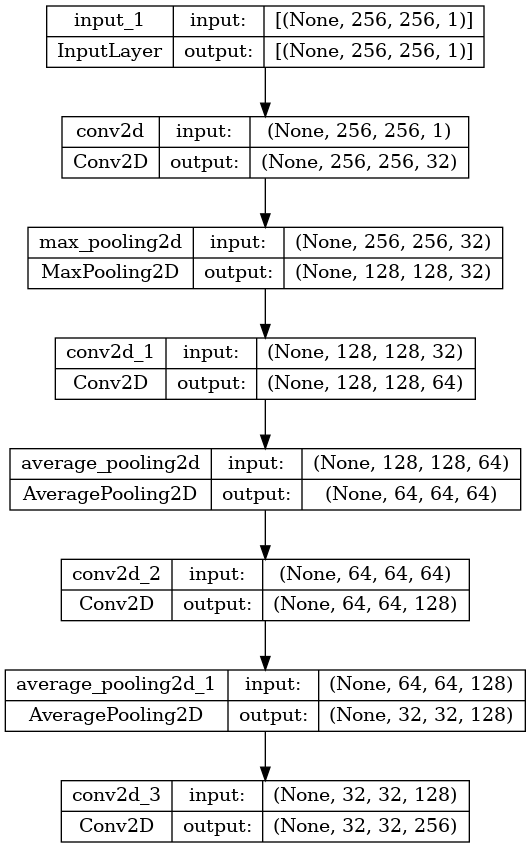 input_1 input: [(None, 256, 256, 1)]
InputLayer output: [(None, 256, 256, 1)]
conv2d input: (None, 256, 256, 1)
Conv2D output: (None, 256, 256, 32)
max_pooling2d input: (None, 256, 256, 32)
MaxPooling2D output: (None, 128, 128, 32)
conv2d_1 input: (None, 128, 128, 32)
Conv2D output: (None, 128, 128, 64)
average_pooling2d input: (None, 128, 128, 64)
AveragePooling2D output: (None, 64, 64, 64)
conv2d_2 input: (None, 64, 64, 64)
Conv2D output: (None, 64, 64, 128)
average_pooling2d_1 input: (None, 64, 64, 128)
AveragePooling2D output: (None, 32, 32, 128)
conv2d_3 input: (None, 32, 32, 128)
Conv2D output: (None, 32, 32, 256)